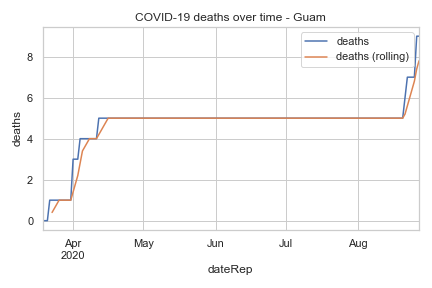 COVID-19 deaths over time - Guam
deaths
deaths (rolling)
deaths
8
6
4
2
0
Apr
2020
May
Jun
Jul
Aug
dateRep